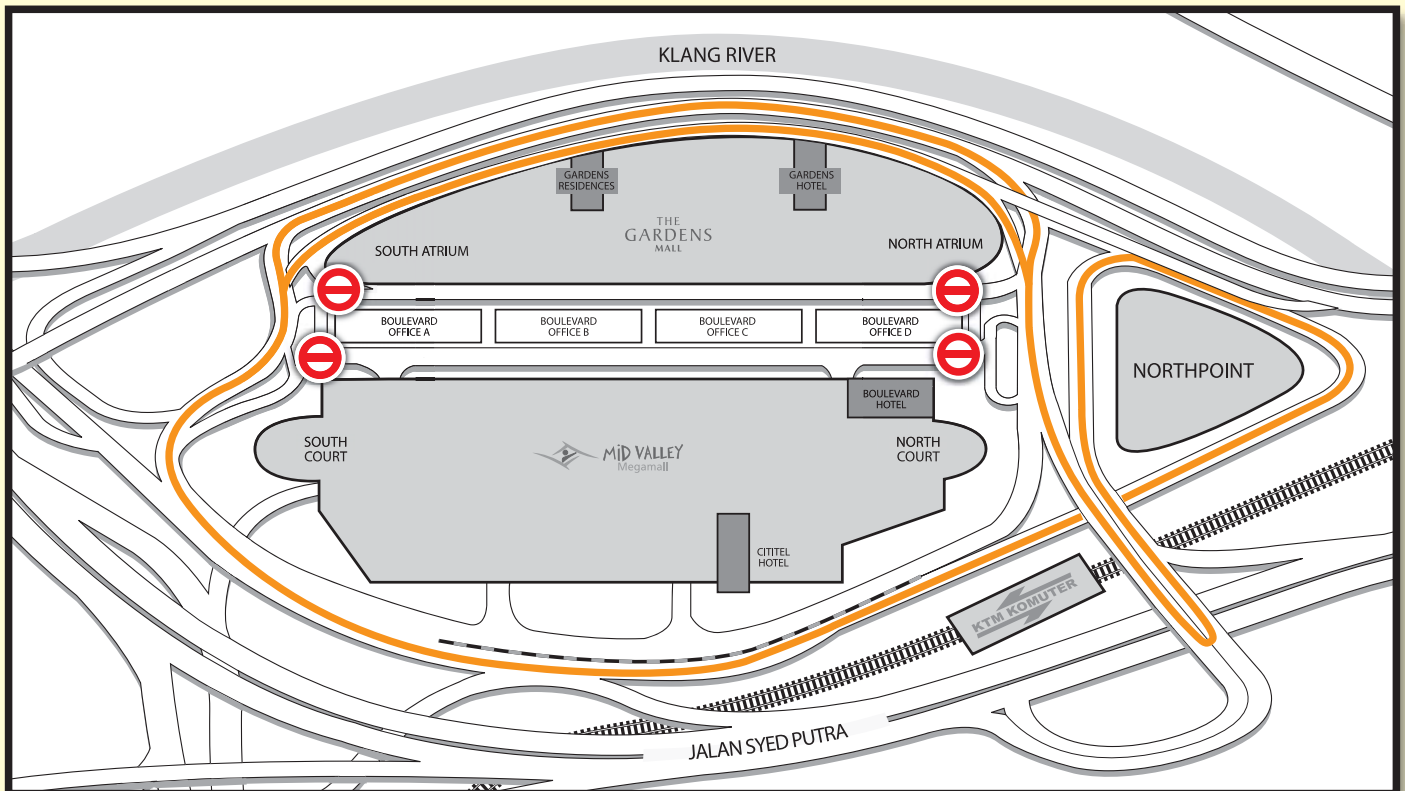 KLANG RIVER
GARDENS
RESIDENCES
GARDENS
HOTEL
THE
GARDENS
MALL
SOUTH ATRIUM
NORTH ATRIUM
BOULEVARD
OFFICE A
BOULEVARD
OFFICE B
BOULEVARD
OFFICE C
BOULEVARD
OFFICE D
NORTHPOINT
BOULEVARD
HOTEL
SOUTH
COURT
MiD VALLEY
Megamall
NORTH
COURT
CITITEL
HOTEL
KTM KOMUTER
JALAN SYED PUTRA